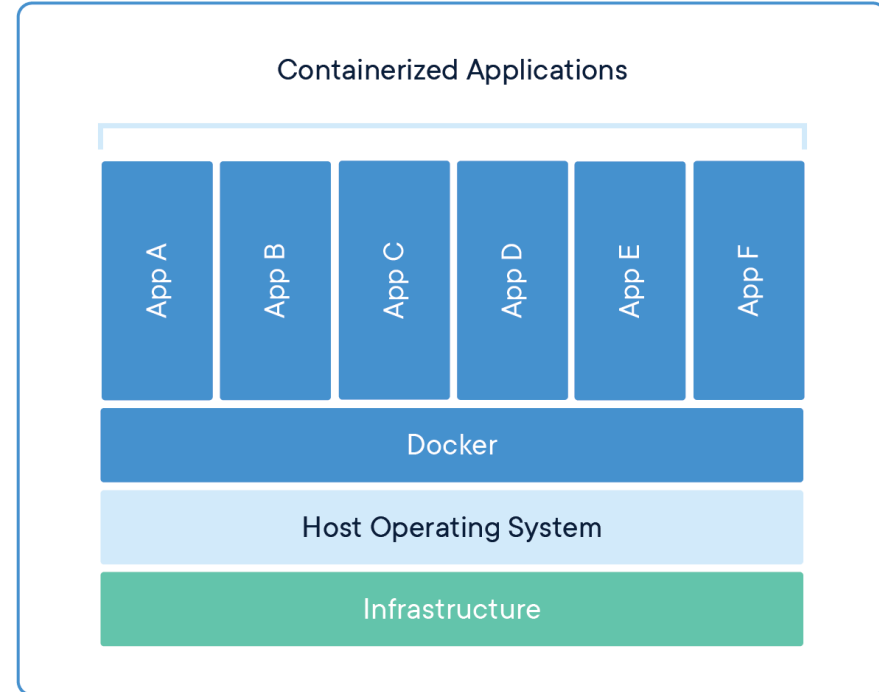 Containerized Applications
App A
App B
App C
App D
App E
App F
Docker
Host Operating System
Infrastructure